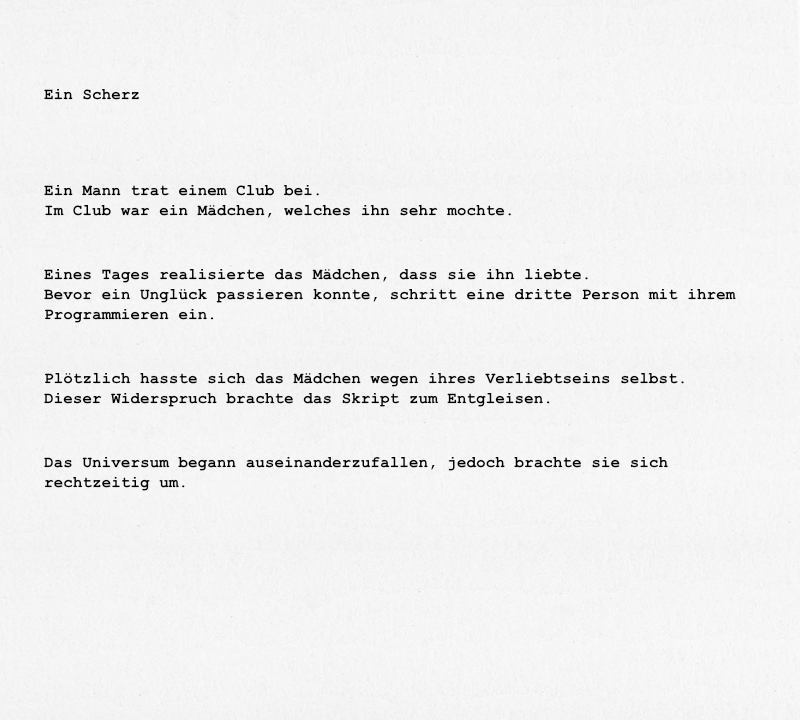 Ein Scherz
Ein Mann trat einem Club bei.
Im Club war ein Mädchen, welches ihn sehr mochte.
Eines Tages realisierte das Mädchen, dass sie ihn liebte.
Bevor ein Unglück passieren konnte, schritt eine dritte Person mit ihrem
Programmieren ein.
Plötzlich hasste sich das Mädchen wegen ihres Verliebtseins selbst.
Dieser Widerspruch brachte das Skript zum Entgleisen.
Das Universum begann auseinanderzufallen, jedoch brachte sie sich
rechtzeitig um.